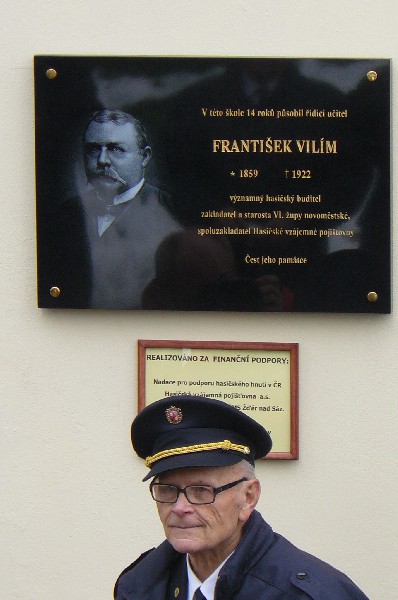 V této škole 14 roků působil řídící učitel
FRANTIŠEK VILÍM
* 1859 † 1922
významný hasičský buditel
zakladatel a starosta VI. župy novoměstské,
spoluzakladatel Hasičské vzájemné pojišťovny
Čest jeho památce
REALIZOVÁNO ZA FINANČNÍ PODPORY:
Nadace pro podporu hasičského hnutí v ČR
Hasičská vzájemná pojišťovna a.s.
Žďár nad Sáz.